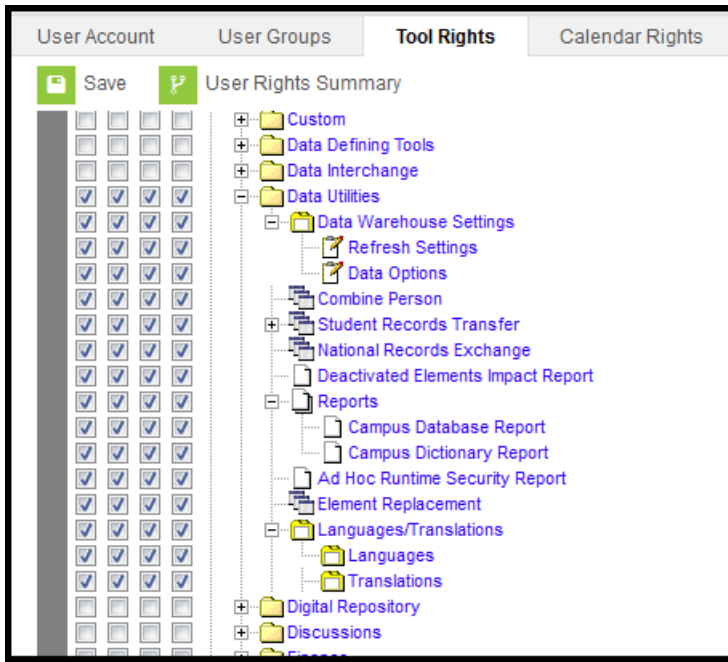 User Account User Groups Tool Rights Calendar Rights
Save User Rights Summary
Custom
Data Defining Tools
Data Interchange
Data Utilities
Data Warehouse Settings
Refresh Settings
Data Options
Combine Person
Student Records Transfer
National Records Exchange
Deactivated Elements Impact Report
Reports
Campus Database Report
Campus Dictionary Report
Ad Hoc Runtime Security Report
Element Replacement
Languages/Translations
Languages
Translations
Digital Repository
Discussions